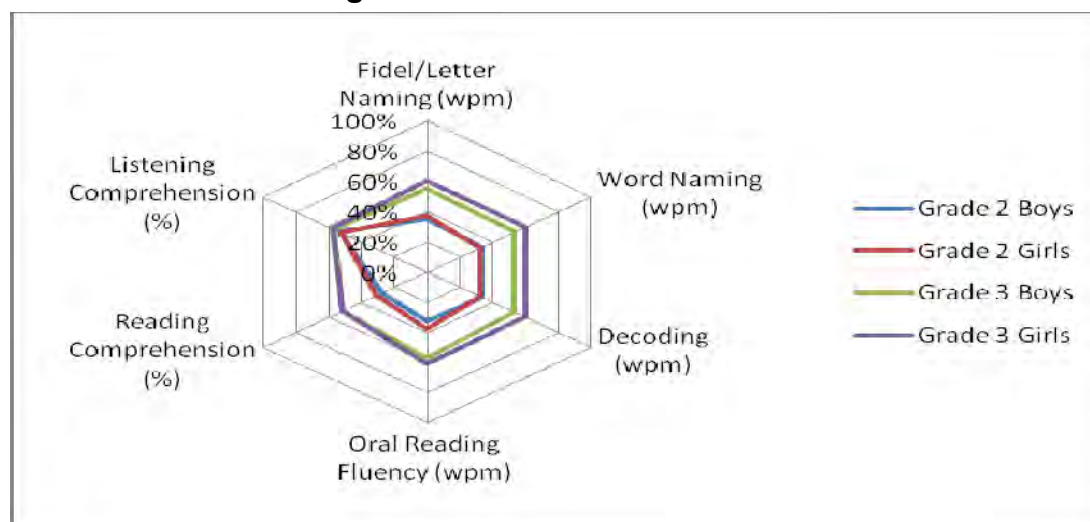 Fidel/Letter
Naming (wpm)
100%
80%
60%
40%
20%
0%
Listening
Comprehension
(%)
Word Naming
(wpm)
Reading
Comprehension
(%)
Decoding
(wpm)
Oral Reading
Fluency (wpm)
Grade 2 Boys
Grade 2 Girls
Grade 3 Boys
Grade 3 Girls